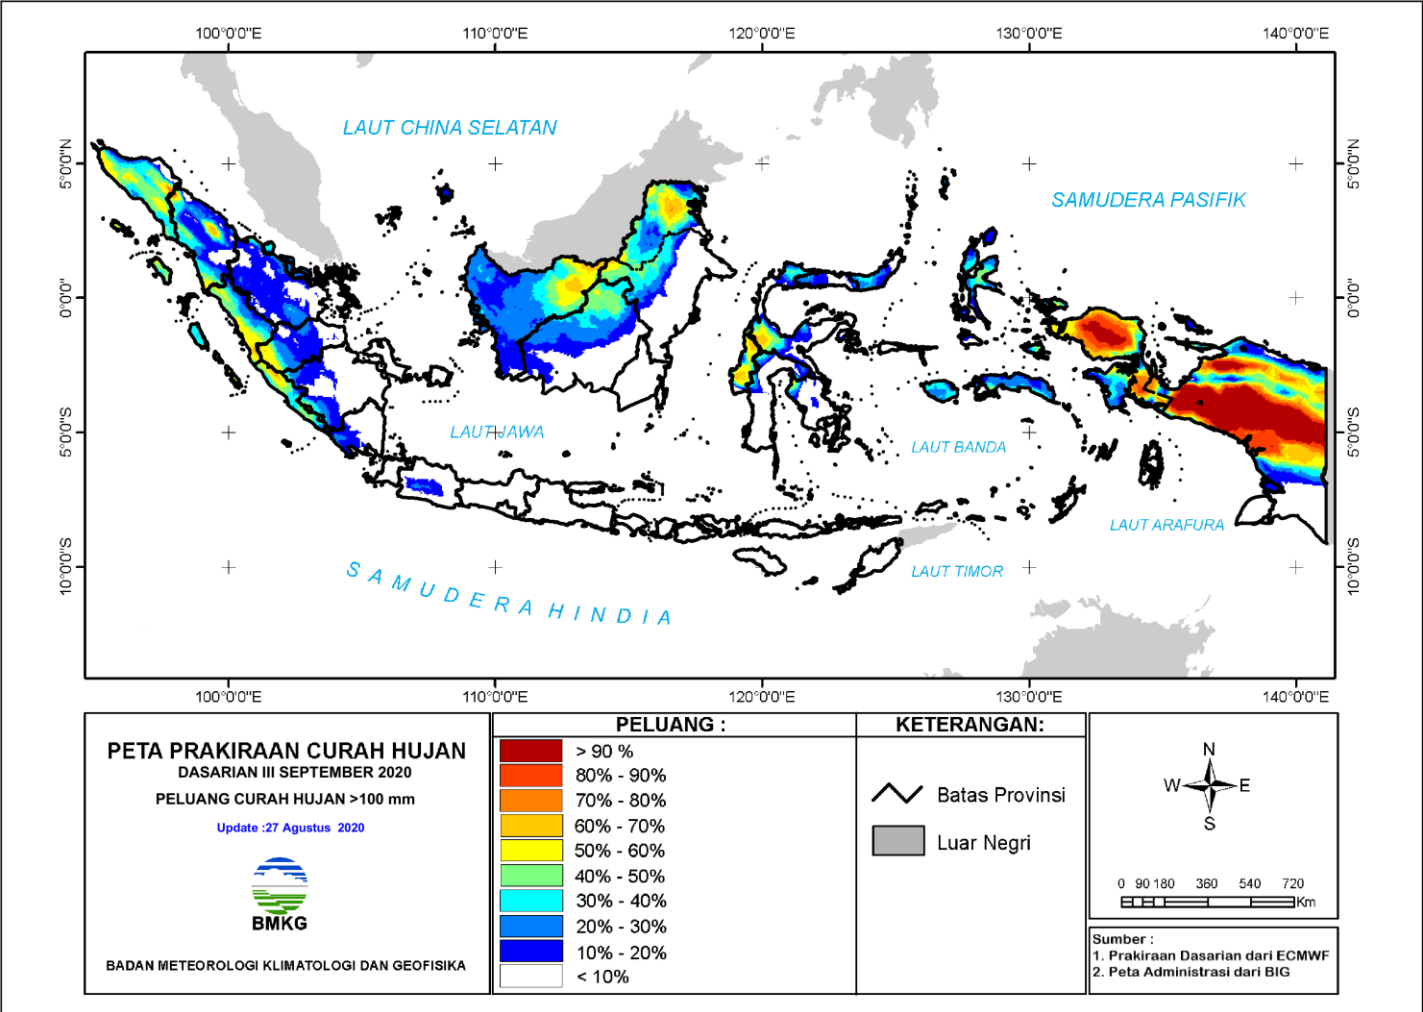 100°0'0"E 110°0'0"E 120°0'0"E 130°0'0"E 140°0'0"E
LAUT CHINA SELATAN
5°0'0"N 5°0'0"N
SAMUDERA PASIFIK
0°0'0" 0°0'0"
LAUT JAWA
5°0'0"S 5°0'0"S
LAUT BANDA
LAUT ARAFURA
10°0'0"S 10°0'0"S
LAUT TIMOR
SAMUDERA HINDIA
100°0'0"E 110°0'0"E 120°0'0"E 130°0'0"E 140°0'0"E
PETA PRAKIRAAN CURAH HUJAN
DASARIAN III SEPTEMBER 2020
PELUANG CURAH HUJAN >100 mm
Update :27 Agustus 2020
BMKG
BADAN METEOROLOGI KLIMATOLOGI DAN GEOFISIKA
PELUANG :
> 90 %
80% - 90%
70% - 80%
60% - 70%
50% - 60%
40% - 50%
30% - 40%
20% - 30%
10% - 20%
< 10%
KETERANGAN:
Batas Provinsi
Luar Negri
N
W E
S
0 90 180 360 540 720
Km
Sumber :
1. Prakiraan Dasarian dari ECMWF
2. Peta Administrasi dari BIG